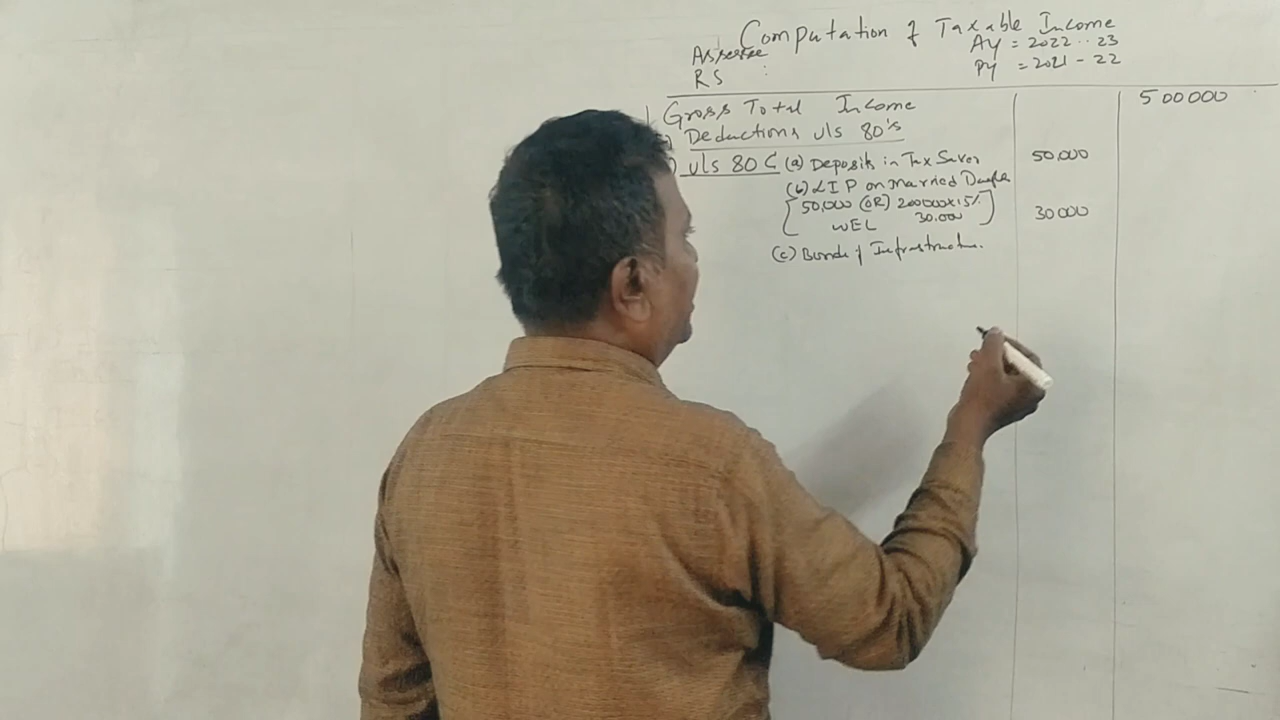 Computation of Taxable Income
Assessee
AY = 2022 .. 23
RS :
PY = 2021 - 22
Gross Total Income 500000
) Deductions u/s 80's
) u/s 80 C (a) Deposits in Tax Saver 50,000
(b) LIP on Married Daughter
[50,000 (OR) 200000x15%
WEL 30,000] 30000
(c) Bonds of Infrastructure.